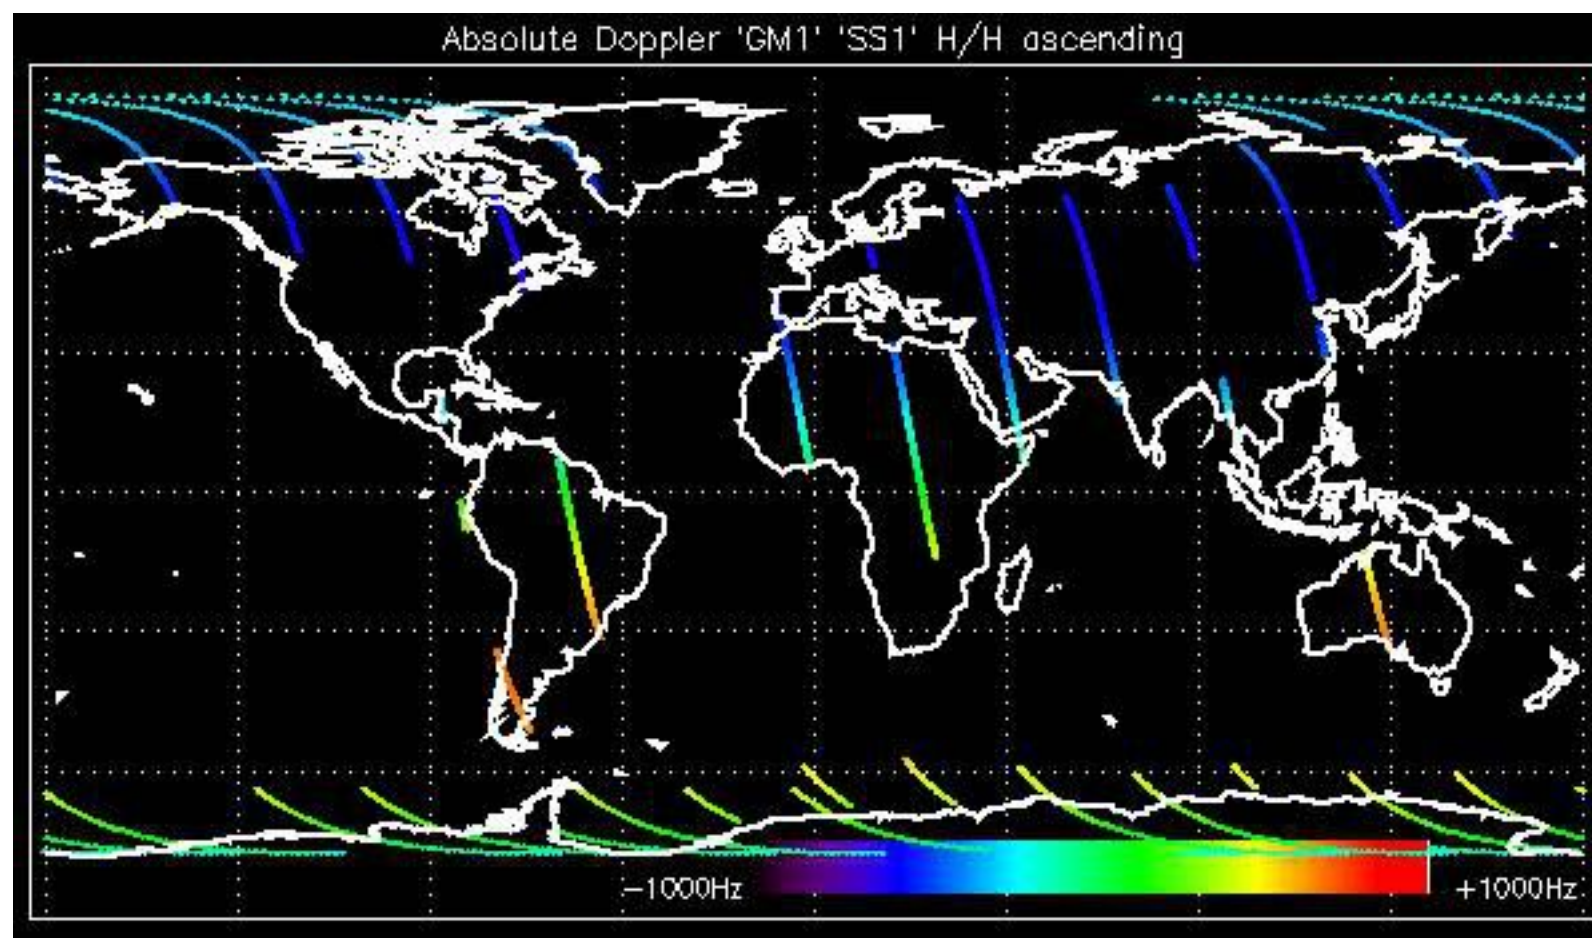 Absolute Doppler 'GM1' 'SS1' H/H ascending
-1000Hz +1000Hz